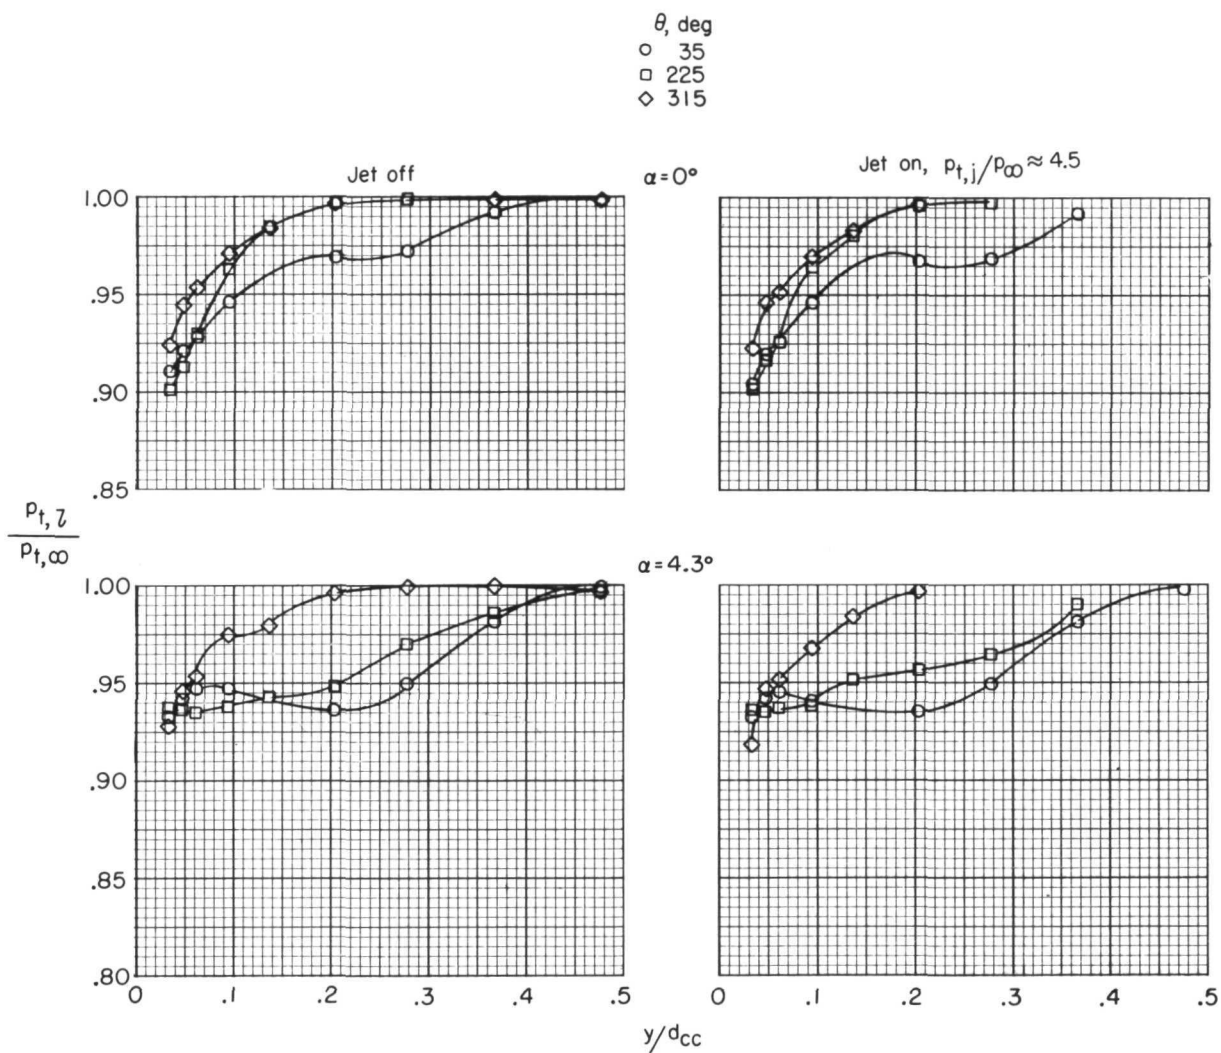 θ, deg
○ 35
□ 225
◇ 315
Jet off
α=0°
Jet on, p_t,j/p_∞ ≈ 4.5
1.00
.95
.90
.85
p_t,l
p_t,∞
α=4.3°
1.00
.95
.90
.85
.80
0 .1 .2 .3 .4 .5
0 .1 .2 .3 .4 .5
y/d_cc